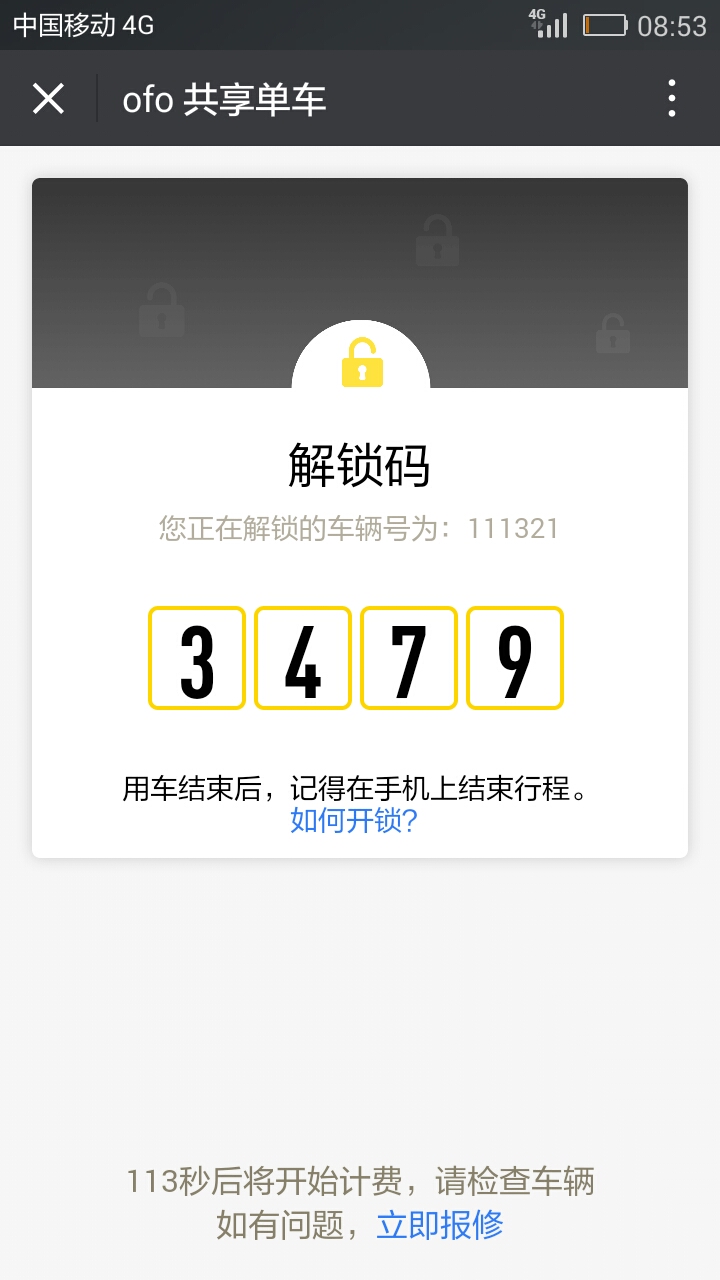 中国移动 4G
4G
08:53
ofo 共享单车
解锁码
您正在解锁的车辆号为：111321
3 4 7 9
用车结束后，记得在手机上结束行程。
如何开锁?
113秒后将开始计费，请检查车辆
如有问题，立即报修